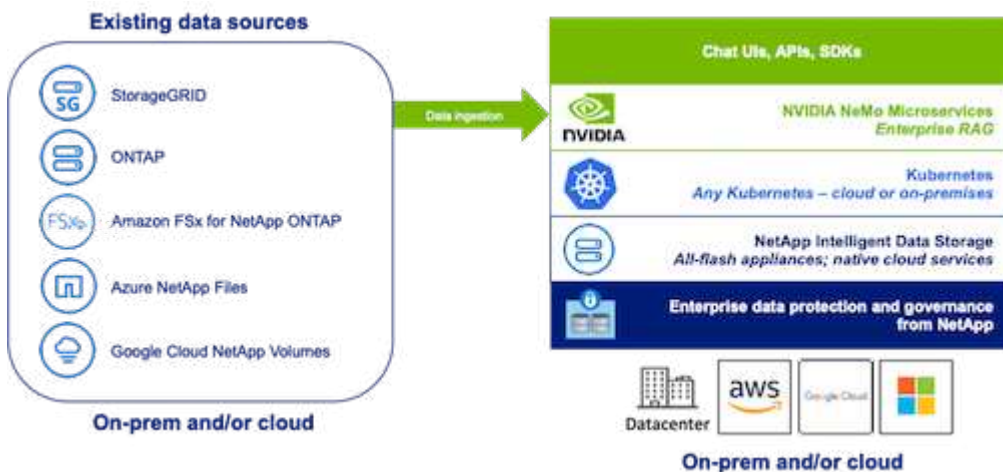 Existing data sources
SG
StorageGRID
ONTAP
FSx
Amazon FSx for NetApp ONTAP
Azure NetApp Files
Google Cloud NetApp Volumes
On-prem and/or cloud
Data ingestion
Chat UIs, APIs, SDKs
NVIDIA
NVIDIA NeMo Microservices
Enterprise RAG
Kubernetes
Any Kubernetes – cloud or on-premises
NetApp Intelligent Data Storage
All-flash appliances; native cloud services
Enterprise data protection and governance
from NetApp
Datacenter
aws
Google Cloud
On-prem and/or cloud